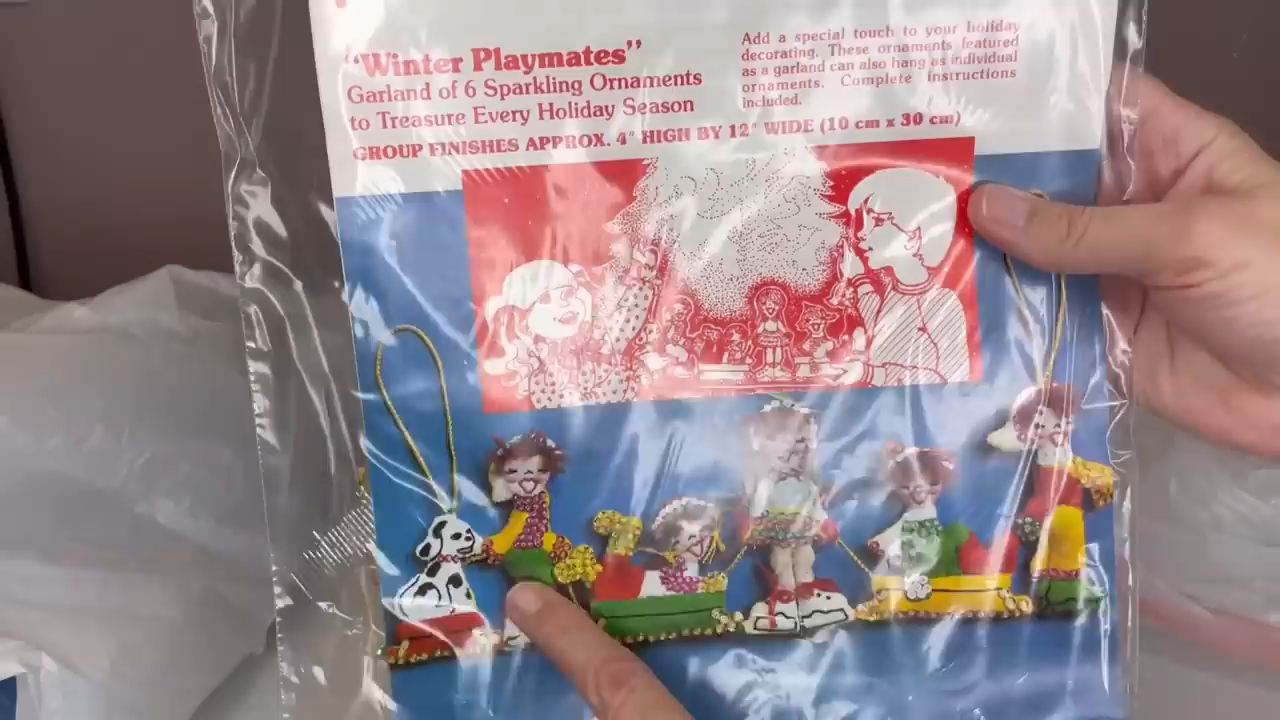 "Winter Playmates"
Garland of 6 Sparkling Ornaments
to Treasure Every Holiday Season
Add a special touch to your holiday
decorating. These ornaments featured
as a garland can also hang as individual
ornaments. Complete instructions
included.
GROUP FINISHES APPROX. 4" HIGH BY 12" WIDE (10 cm x 30 cm)